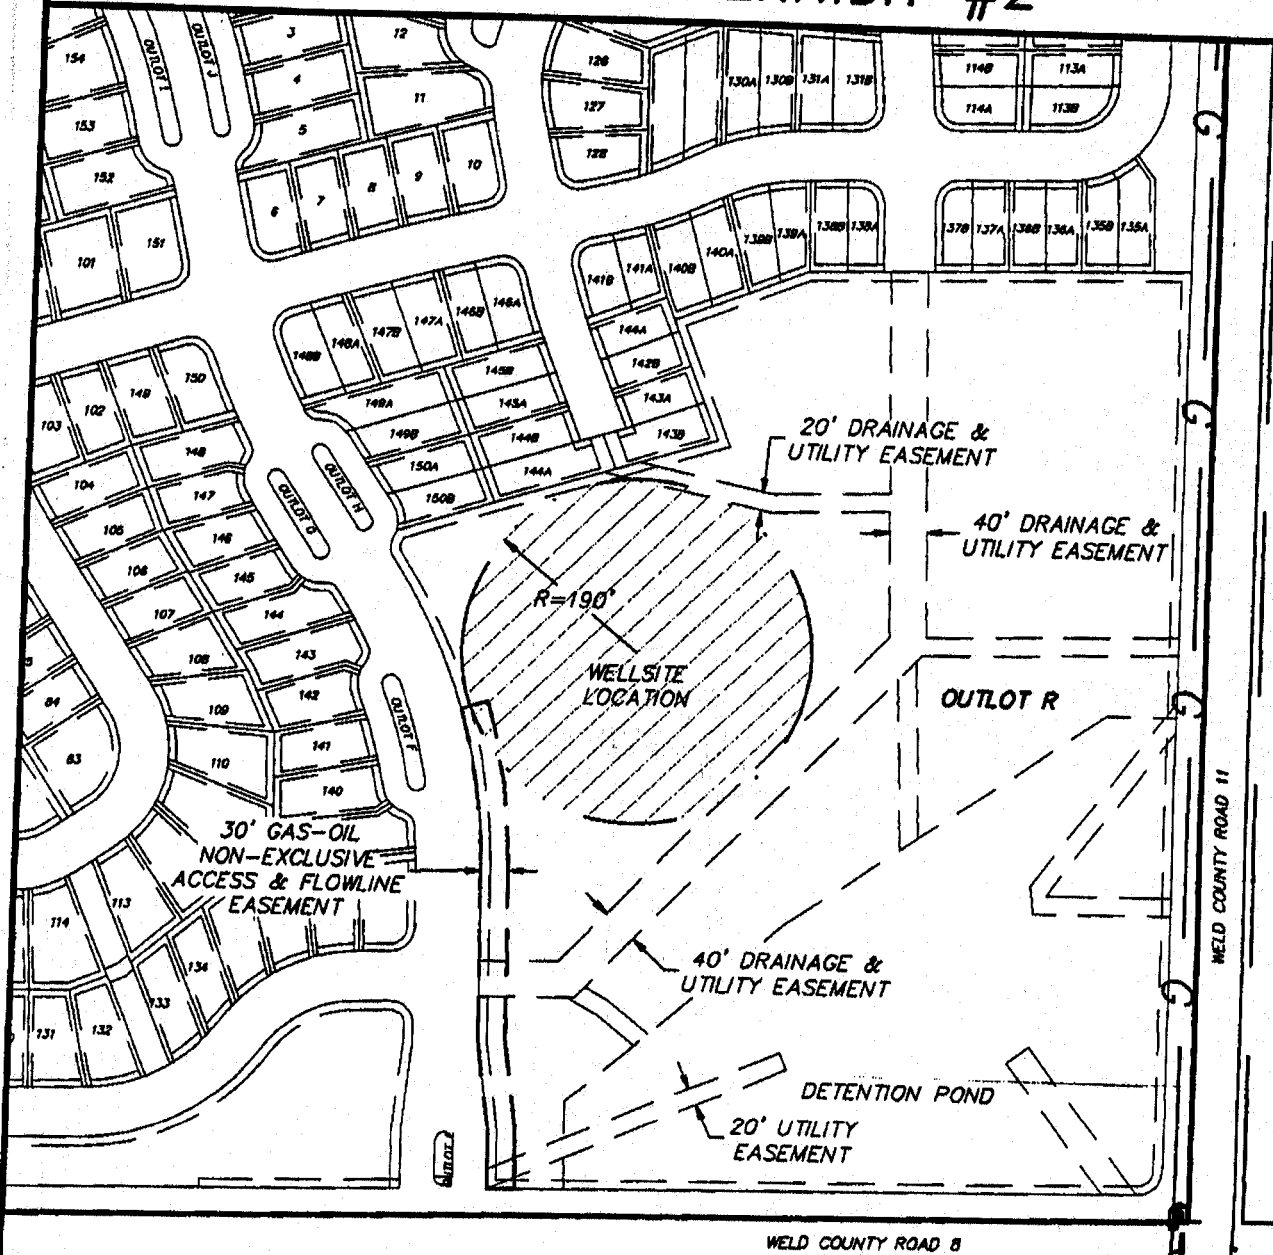 #2
154
OUTLOT I
OUTLOT J
3
12
4
11
5
153
152
151
101
6
7
8
9
10
126
127
128
130A 130B 131A 131B
114B 113A
114A 113B
141B 141A 140B 140A 139B 139A 138B 138A
137B 137A 136B 136A 135B 135A
148B 148A 147B 147A 146B 146A
144A
142B
143A
143B
145B
149A 145A
149B 144B
150A 144A
150B
103 102 149 150
148
104
147
105
146
106
145
107
144
108
143
109
142
110
141
140
84
83
OUTLOT H
OUTLOT G
OUTLOT F
20' DRAINAGE &
UTILITY EASEMENT
40' DRAINAGE &
UTILITY EASEMENT
R=190'
WELLSITE
LOCATION
OUTLOT R
G
G
G
G
WELD COUNTY ROAD 11
30' GAS-OIL
NON-EXCLUSIVE
ACCESS & FLOWLINE
EASEMENT
114
113
134
133
132
131
40' DRAINAGE &
UTILITY EASEMENT
DETENTION POND
20' UTILITY
EASEMENT
WELD COUNTY ROAD 8